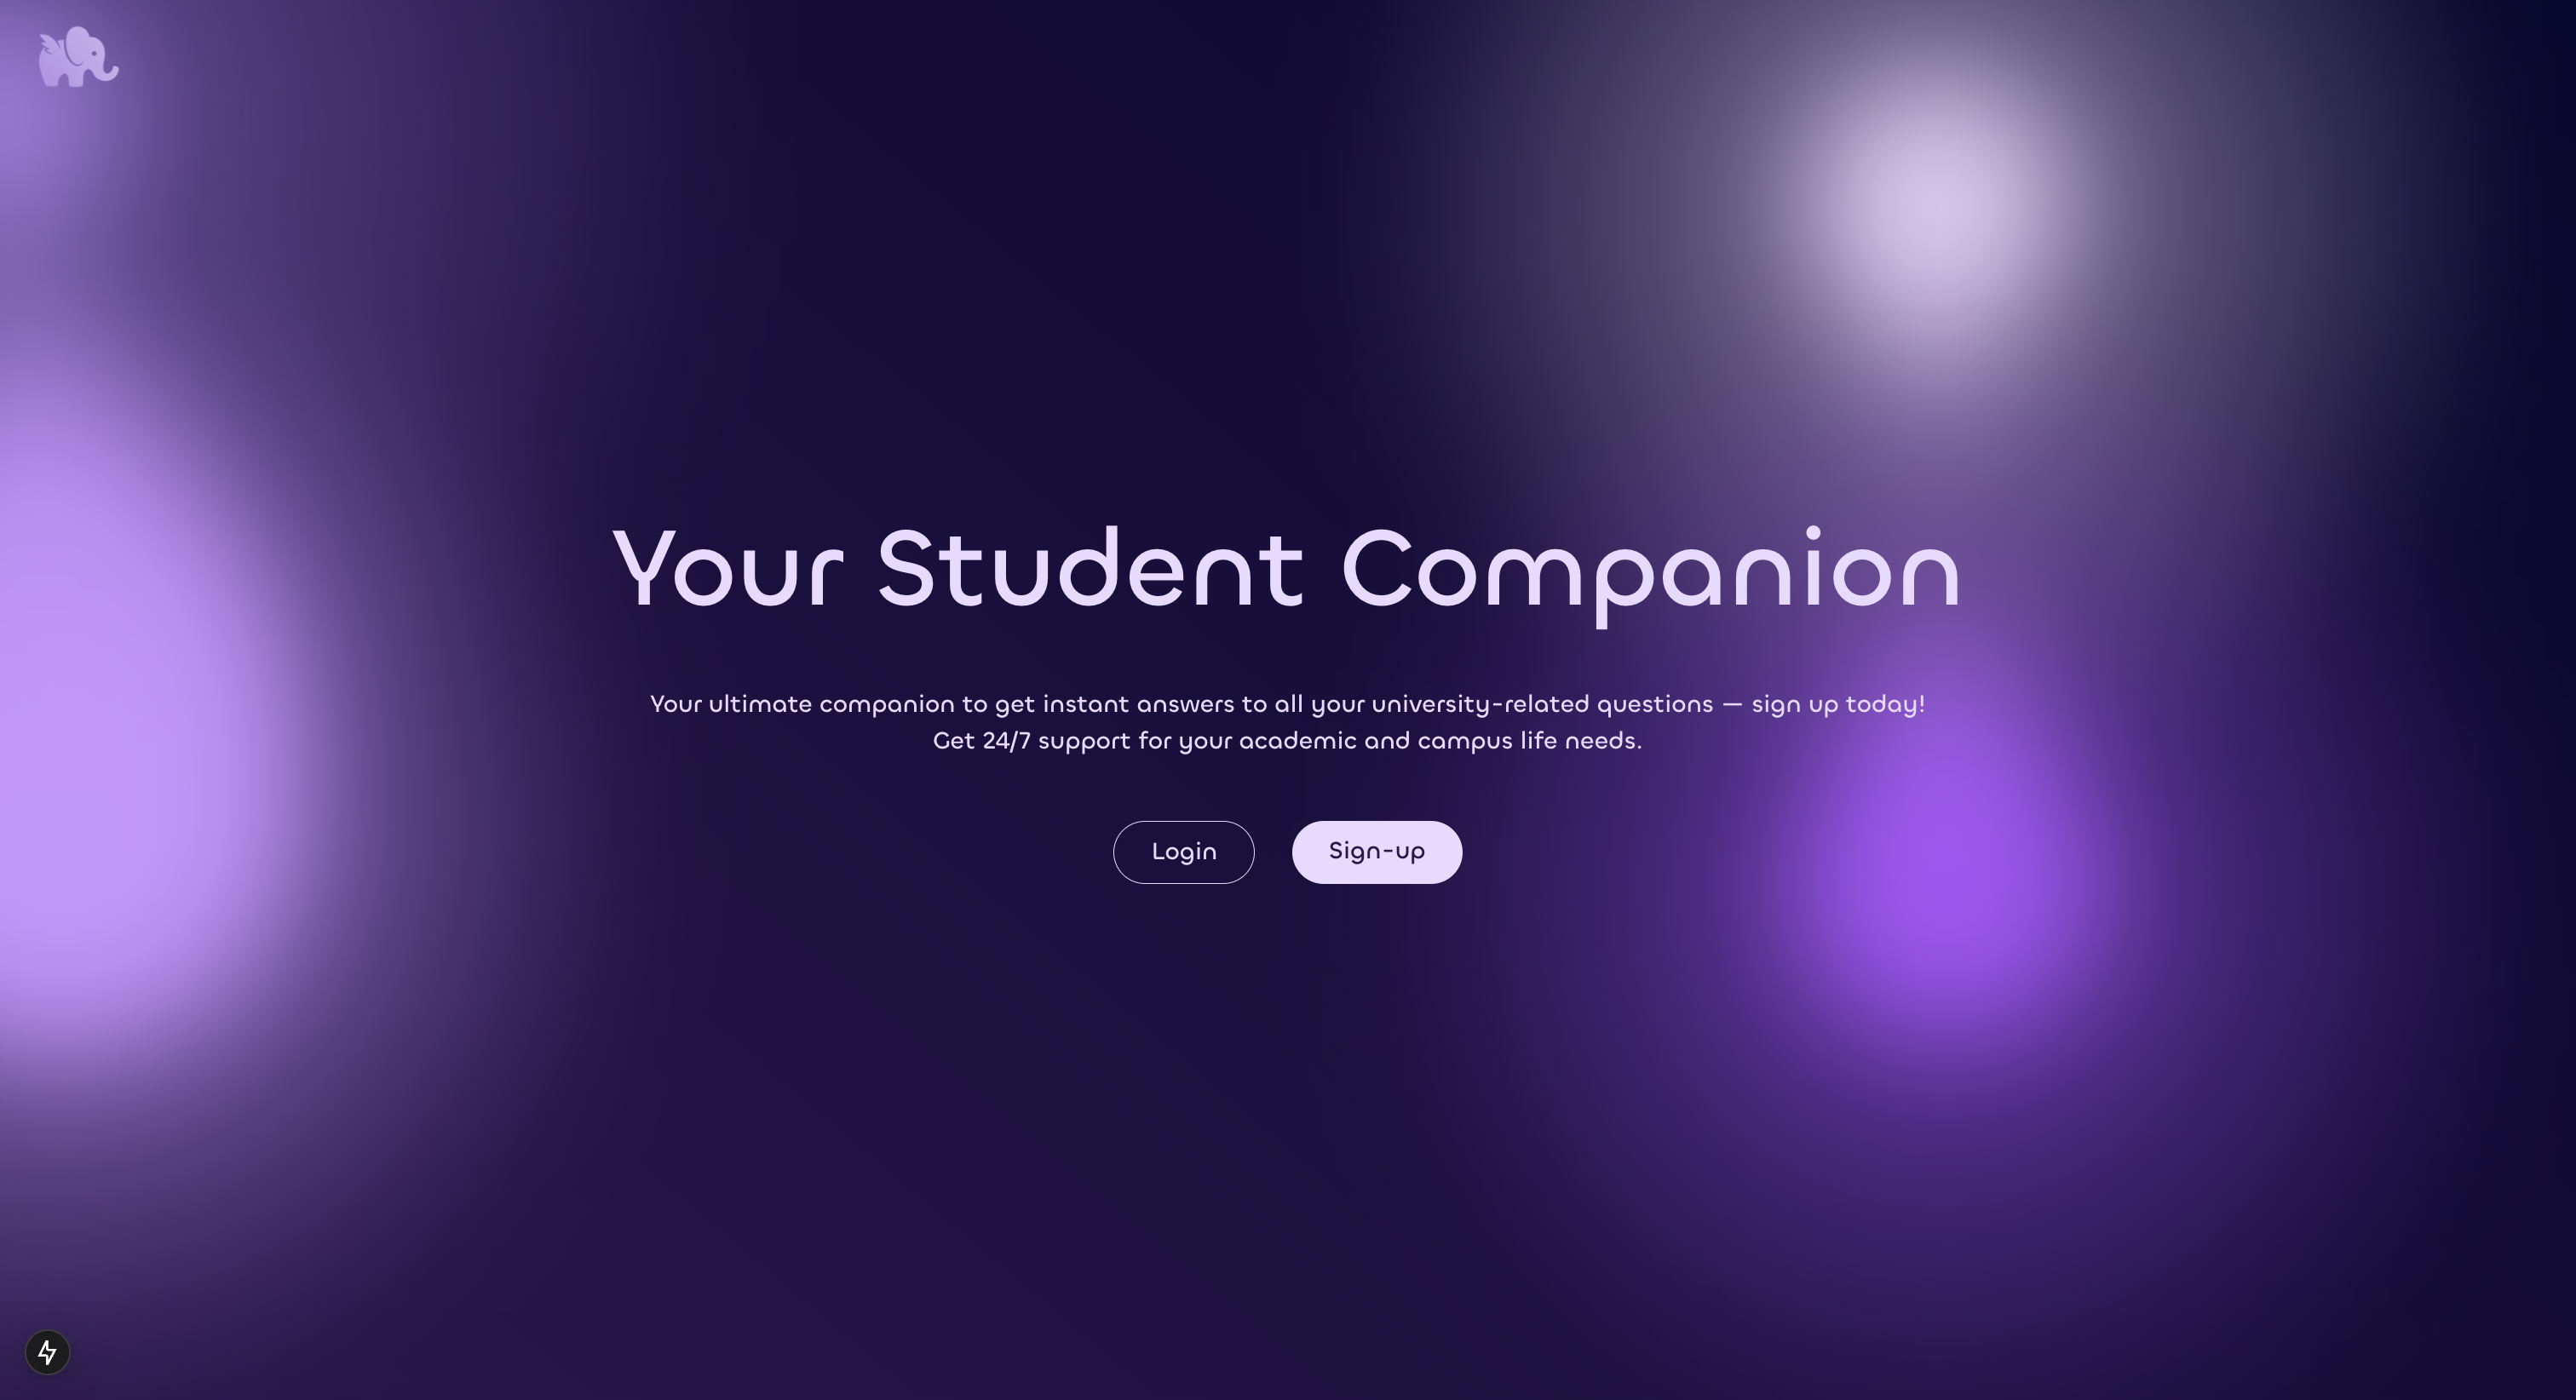 Your Student Companion
Your ultimate companion to get instant answers to all your university-related questions — sign up today!
Get 24/7 support for your academic and campus life needs.
Login
Sign-up